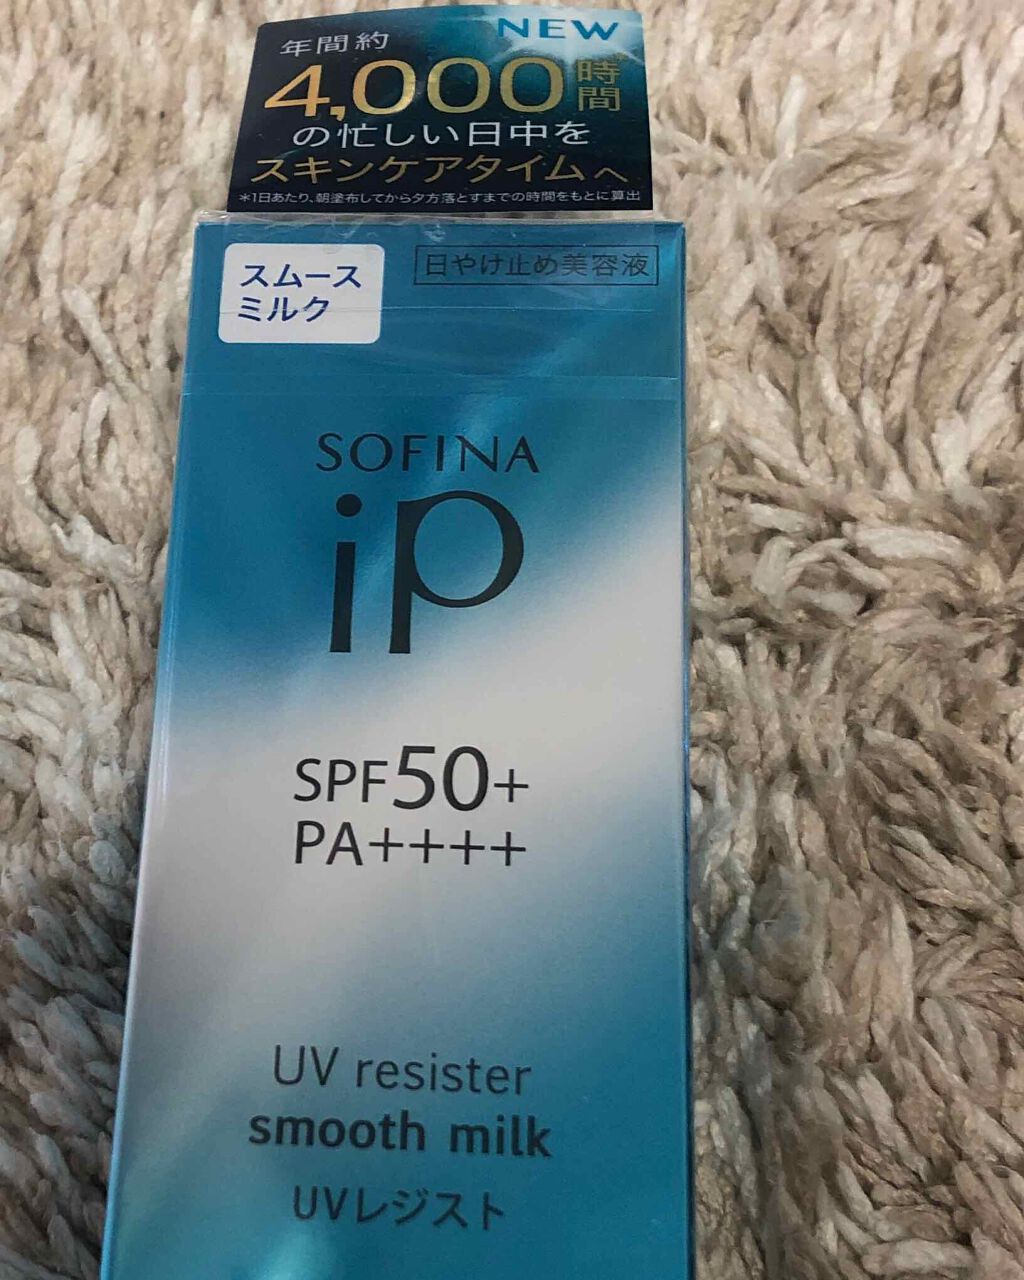 NEW
年間約
4,000時間
の忙しい日中を
スキンケアタイムへ
*1日あたり、朝塗布してから夕方落とすまでの時間をもとに算出
スムース
ミルク
日やけ止め美容液
SOFINA
iP
SPF50+
PA++++
UV resister
smooth milk
UVレジスト